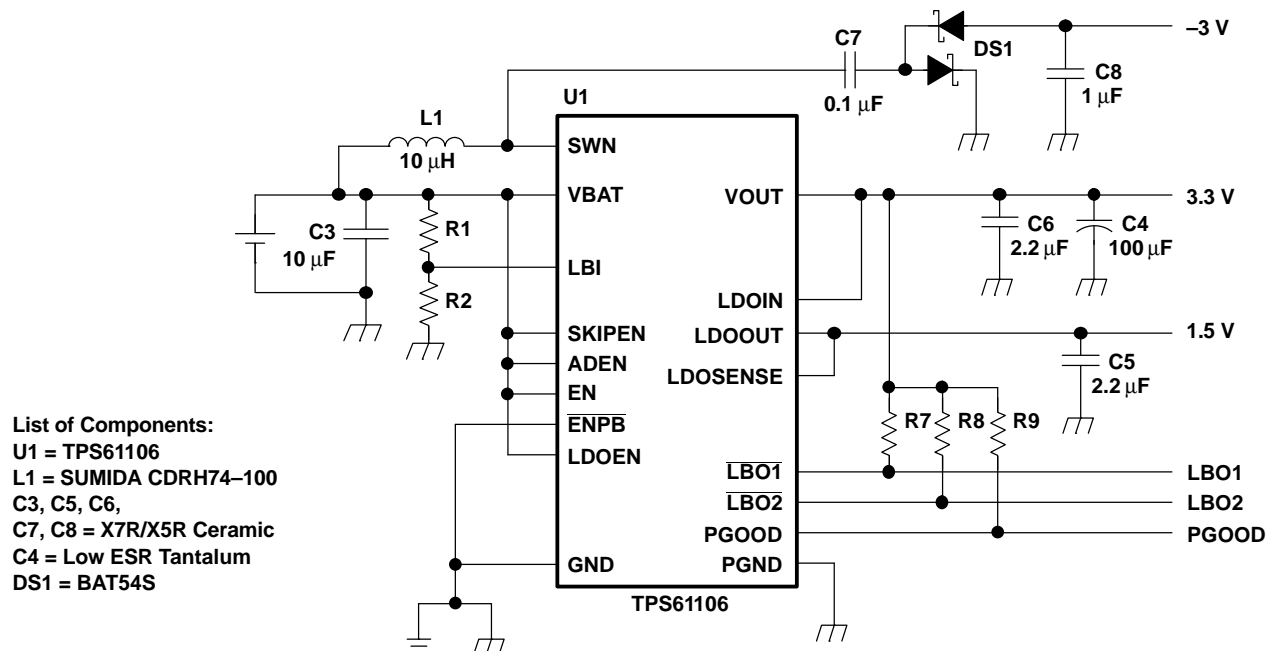 –3 V
C7
DS1
C8
1 μF
0.1 μF
U1
L1
10 μH
SWN
VBAT
VOUT
3.3 V
C3
10 μF
R1
C6
2.2 μF
C4
100 μF
LBI
R2
LDOIN
SKIPEN
LDOOUT
1.5 V
ADEN
LDOSENSE
C5
2.2 μF
EN
ENPB
R7
R8
R9
LDOEN
LBO1
LBO1
LBO2
LBO2
PGOOD
PGOOD
GND
PGND
TPS61106
List of Components:
U1 = TPS61106
L1 = SUMIDA CDRH74–100
C3, C5, C6,
C7, C8 = X7R/X5R Ceramic
C4 = Low ESR Tantalum
DS1 = BAT54S